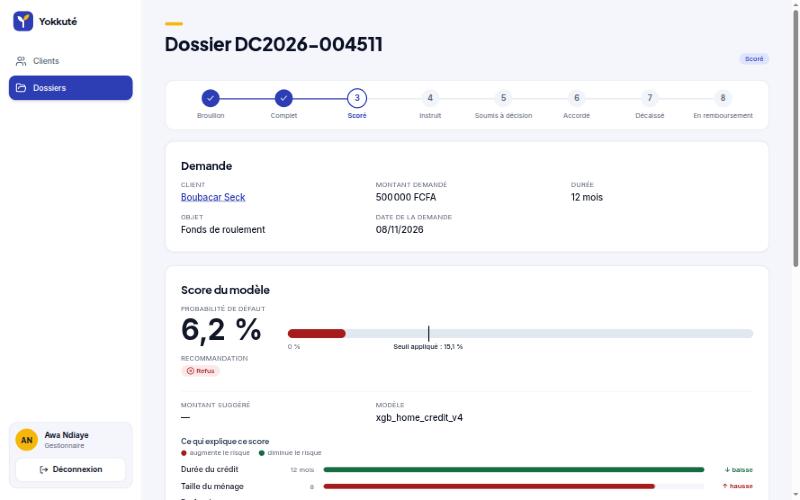 Yokkuté
Clients
Dossiers
AN
Awa Ndiaye
Gestionnaire
Déconnexion
Dossier DC2026-004511
Scoré
3 4 5 6 7 8
Brouillon Complet Scoré Instruit Soumis à décision Accordé Décaissé En remboursement
Demande
CLIENT MONTANT DEMANDÉ DURÉE
Boubacar Seck 500 000 FCFA 12 mois
OBJET DATE DE LA DEMANDE
Fonds de roulement 08/11/2026
Score du modèle
PROBABILITÉ DE DÉFAUT
6,2 %
0 % Seuil appliqué : 15,1 %
RECOMMANDATION
Refus
MONTANT SUGGÉRÉ MODÈLE
— xgb_home_credit_v4
Ce qui explique ce score
augmente le risque diminue le risque
Durée du crédit 12 mois ↓ baisse
Taille du ménage 8 ↑ hausse